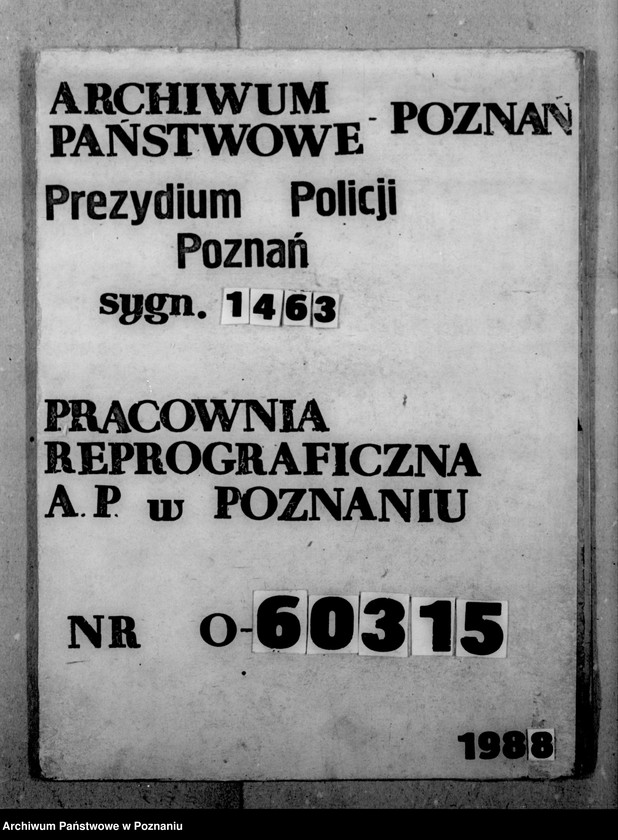 ARCHIWUM
PAŃSTWOWE - POZNAŃ
Prezydium Policji
Poznań
sygn. 1463
PRACOWNIA
REPROGRAFICZNA
A.P. w POZNANIU
NR O-60315
1988
Archiwum Państwowe w Poznaniu